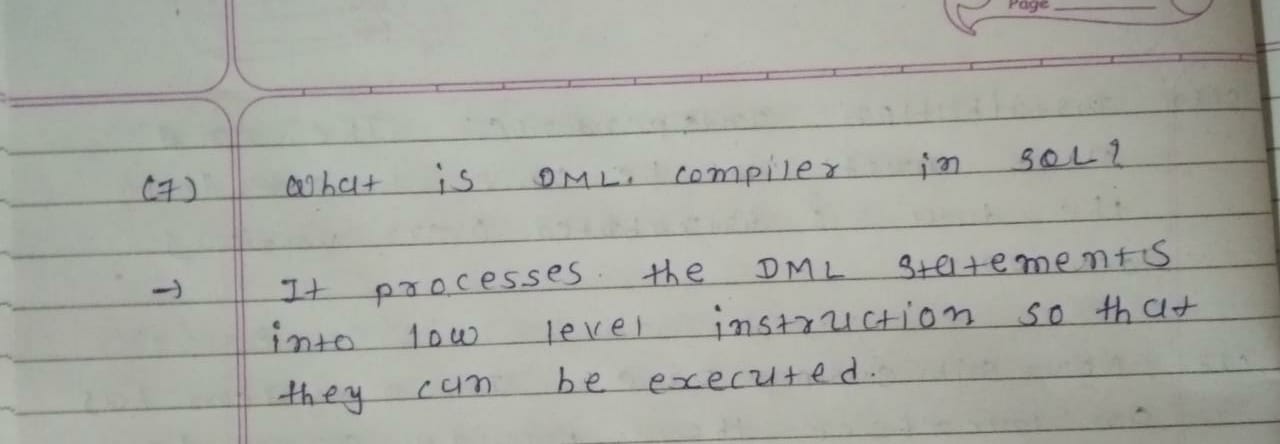 Page
(7) What is DML. compiler in SQL?
→ It processes. the DML statements
into low level instruction so that
they can be executed.